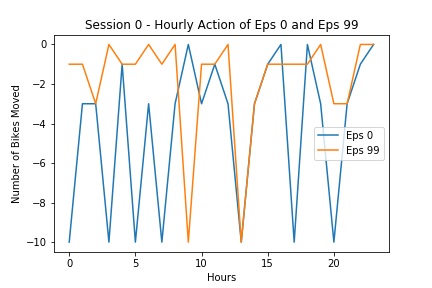 Session 0 - Hourly Action of Eps 0 and Eps 99
Number of Bikes Moved
0
−2
−4
−6
−8
−10
Eps 0
Eps 99
0
5
10
15
20
Hours